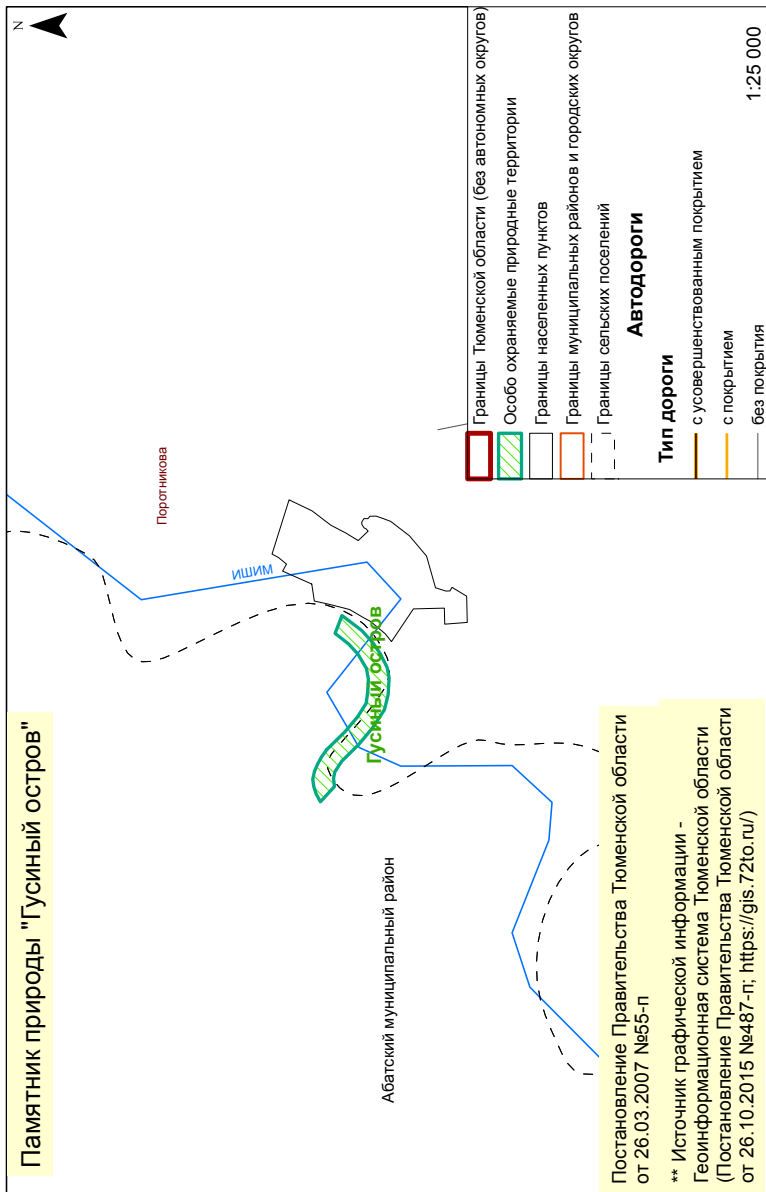 Памятник природы "Гусиный остров"
N
Поротникова
ИШИМ
Гусиный остров
Абатский муниципальный район
Постановление Правительства Тюменской области
от 26.03.2007 №55-п
** Источник графической информации -
Геоинформационная система Тюменской области
(Постановление Правительства Тюменской области
от 26.10.2015 №487-п; https://gis.72to.ru/)
Границы Тюменской области (без автономных округов)
Особо охраняемые природные территории
Границы населенных пунктов
Границы муниципальных районов и городских округов
Границы сельских поселений
Автодороги
Тип дороги
с усовершенствованным покрытием
с покрытием
без покрытия
1:25 000